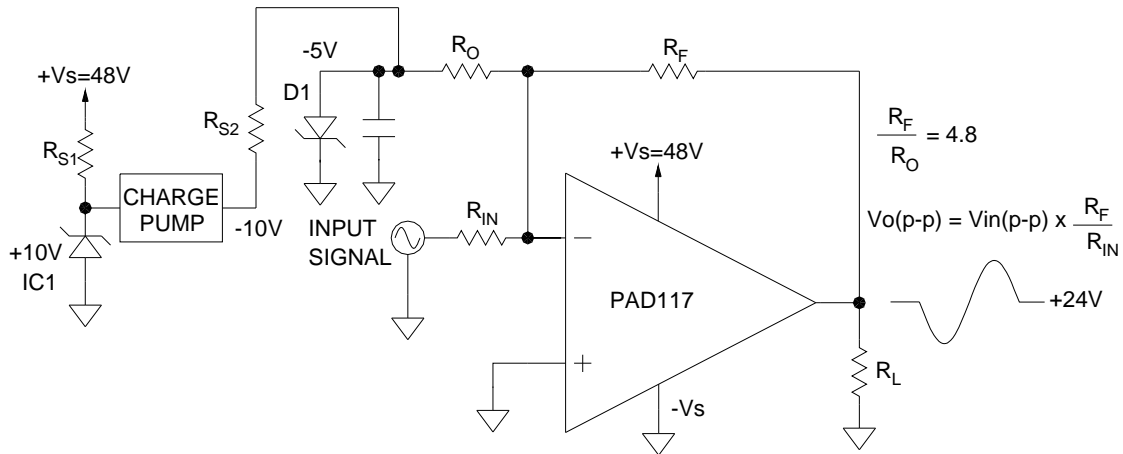 +Vs=48V
RS1
+10V
IC1
CHARGE
PUMP
-10V
RS2
-5V
D1
RO
RF
INPUT
SIGNAL
RIN
+Vs=48V
−
+
PAD117
-Vs
RL
RF
RO
= 4.8
Vo(p-p) = Vin(p-p) x RF
RIN
+24V